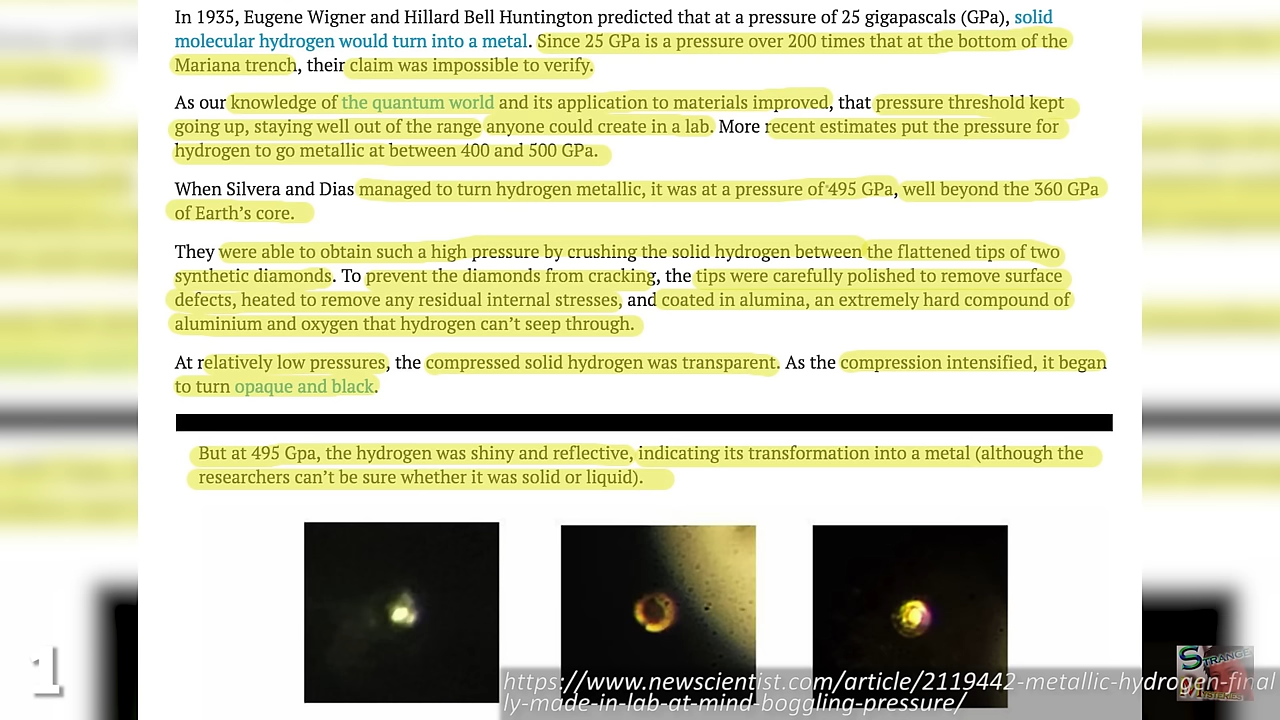 In 1935, Eugene Wigner and Hillard Bell Huntington predicted that at a pressure of 25 gigapascals (GPa), solid
molecular hydrogen would turn into a metal. Since 25 GPa is a pressure over 200 times that at the bottom of the
Mariana trench, their claim was impossible to verify.
As our knowledge of the quantum world and its application to materials improved, that pressure threshold kept
going up, staying well out of the range anyone could create in a lab. More recent estimates put the pressure for
hydrogen to go metallic at between 400 and 500 GPa.
When Silvera and Dias managed to turn hydrogen metallic, it was at a pressure of 495 GPa, well beyond the 360 GPa
of Earth's core.
They were able to obtain such a high pressure by crushing the solid hydrogen between the flattened tips of two
synthetic diamonds. To prevent the diamonds from cracking, the tips were carefully polished to remove surface
defects, heated to remove any residual internal stresses, and coated in alumina, an extremely hard compound of
aluminium and oxygen that hydrogen can't seep through.
At relatively low pressures, the compressed solid hydrogen was transparent. As the compression intensified, it began
to turn opaque and black.
But at 495 Gpa, the hydrogen was shiny and reflective, indicating its transformation into a metal (although the
researchers can't be sure whether it was solid or liquid).
1
https://www.newscientist.com/article/2119442-metallic-hydrogen-final
ly-made-in-lab-at-mind-boggling-pressure/
STRANGE
MYSTERIES